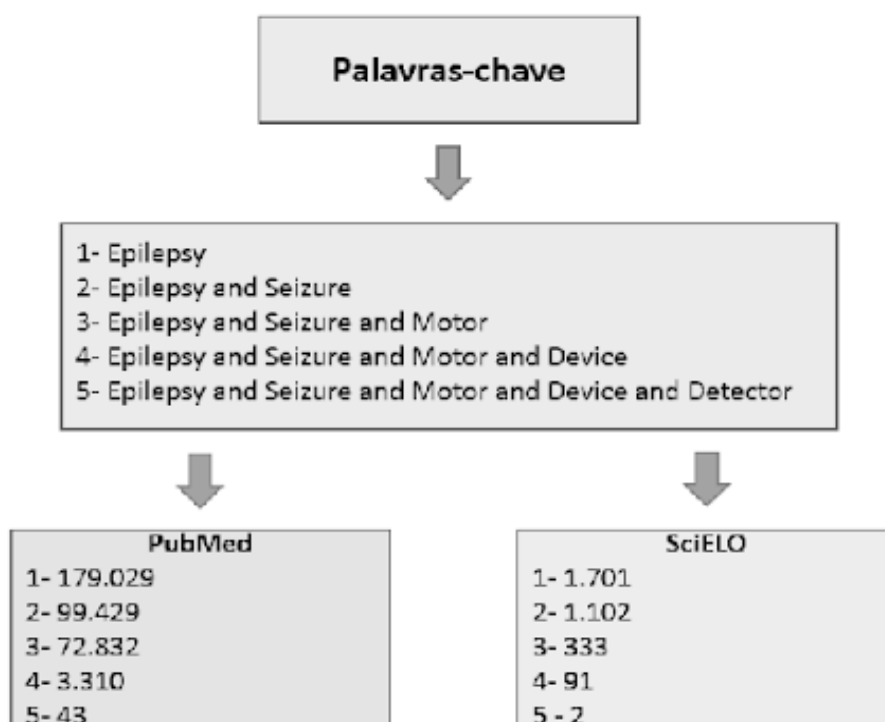 Palavras-chave
1- Epilepsy
2- Epilepsy and Seizure
3- Epilepsy and Seizure and Motor
4- Epilepsy and Seizure and Motor and Device
5- Epilepsy and Seizure and Motor and Device and Detector
PubMed
1- 179.029
2- 99.429
3- 72.832
4- 3.310
5- 43
SciELO
1- 1.701
2- 1.102
3- 333
4- 91
5 - 2